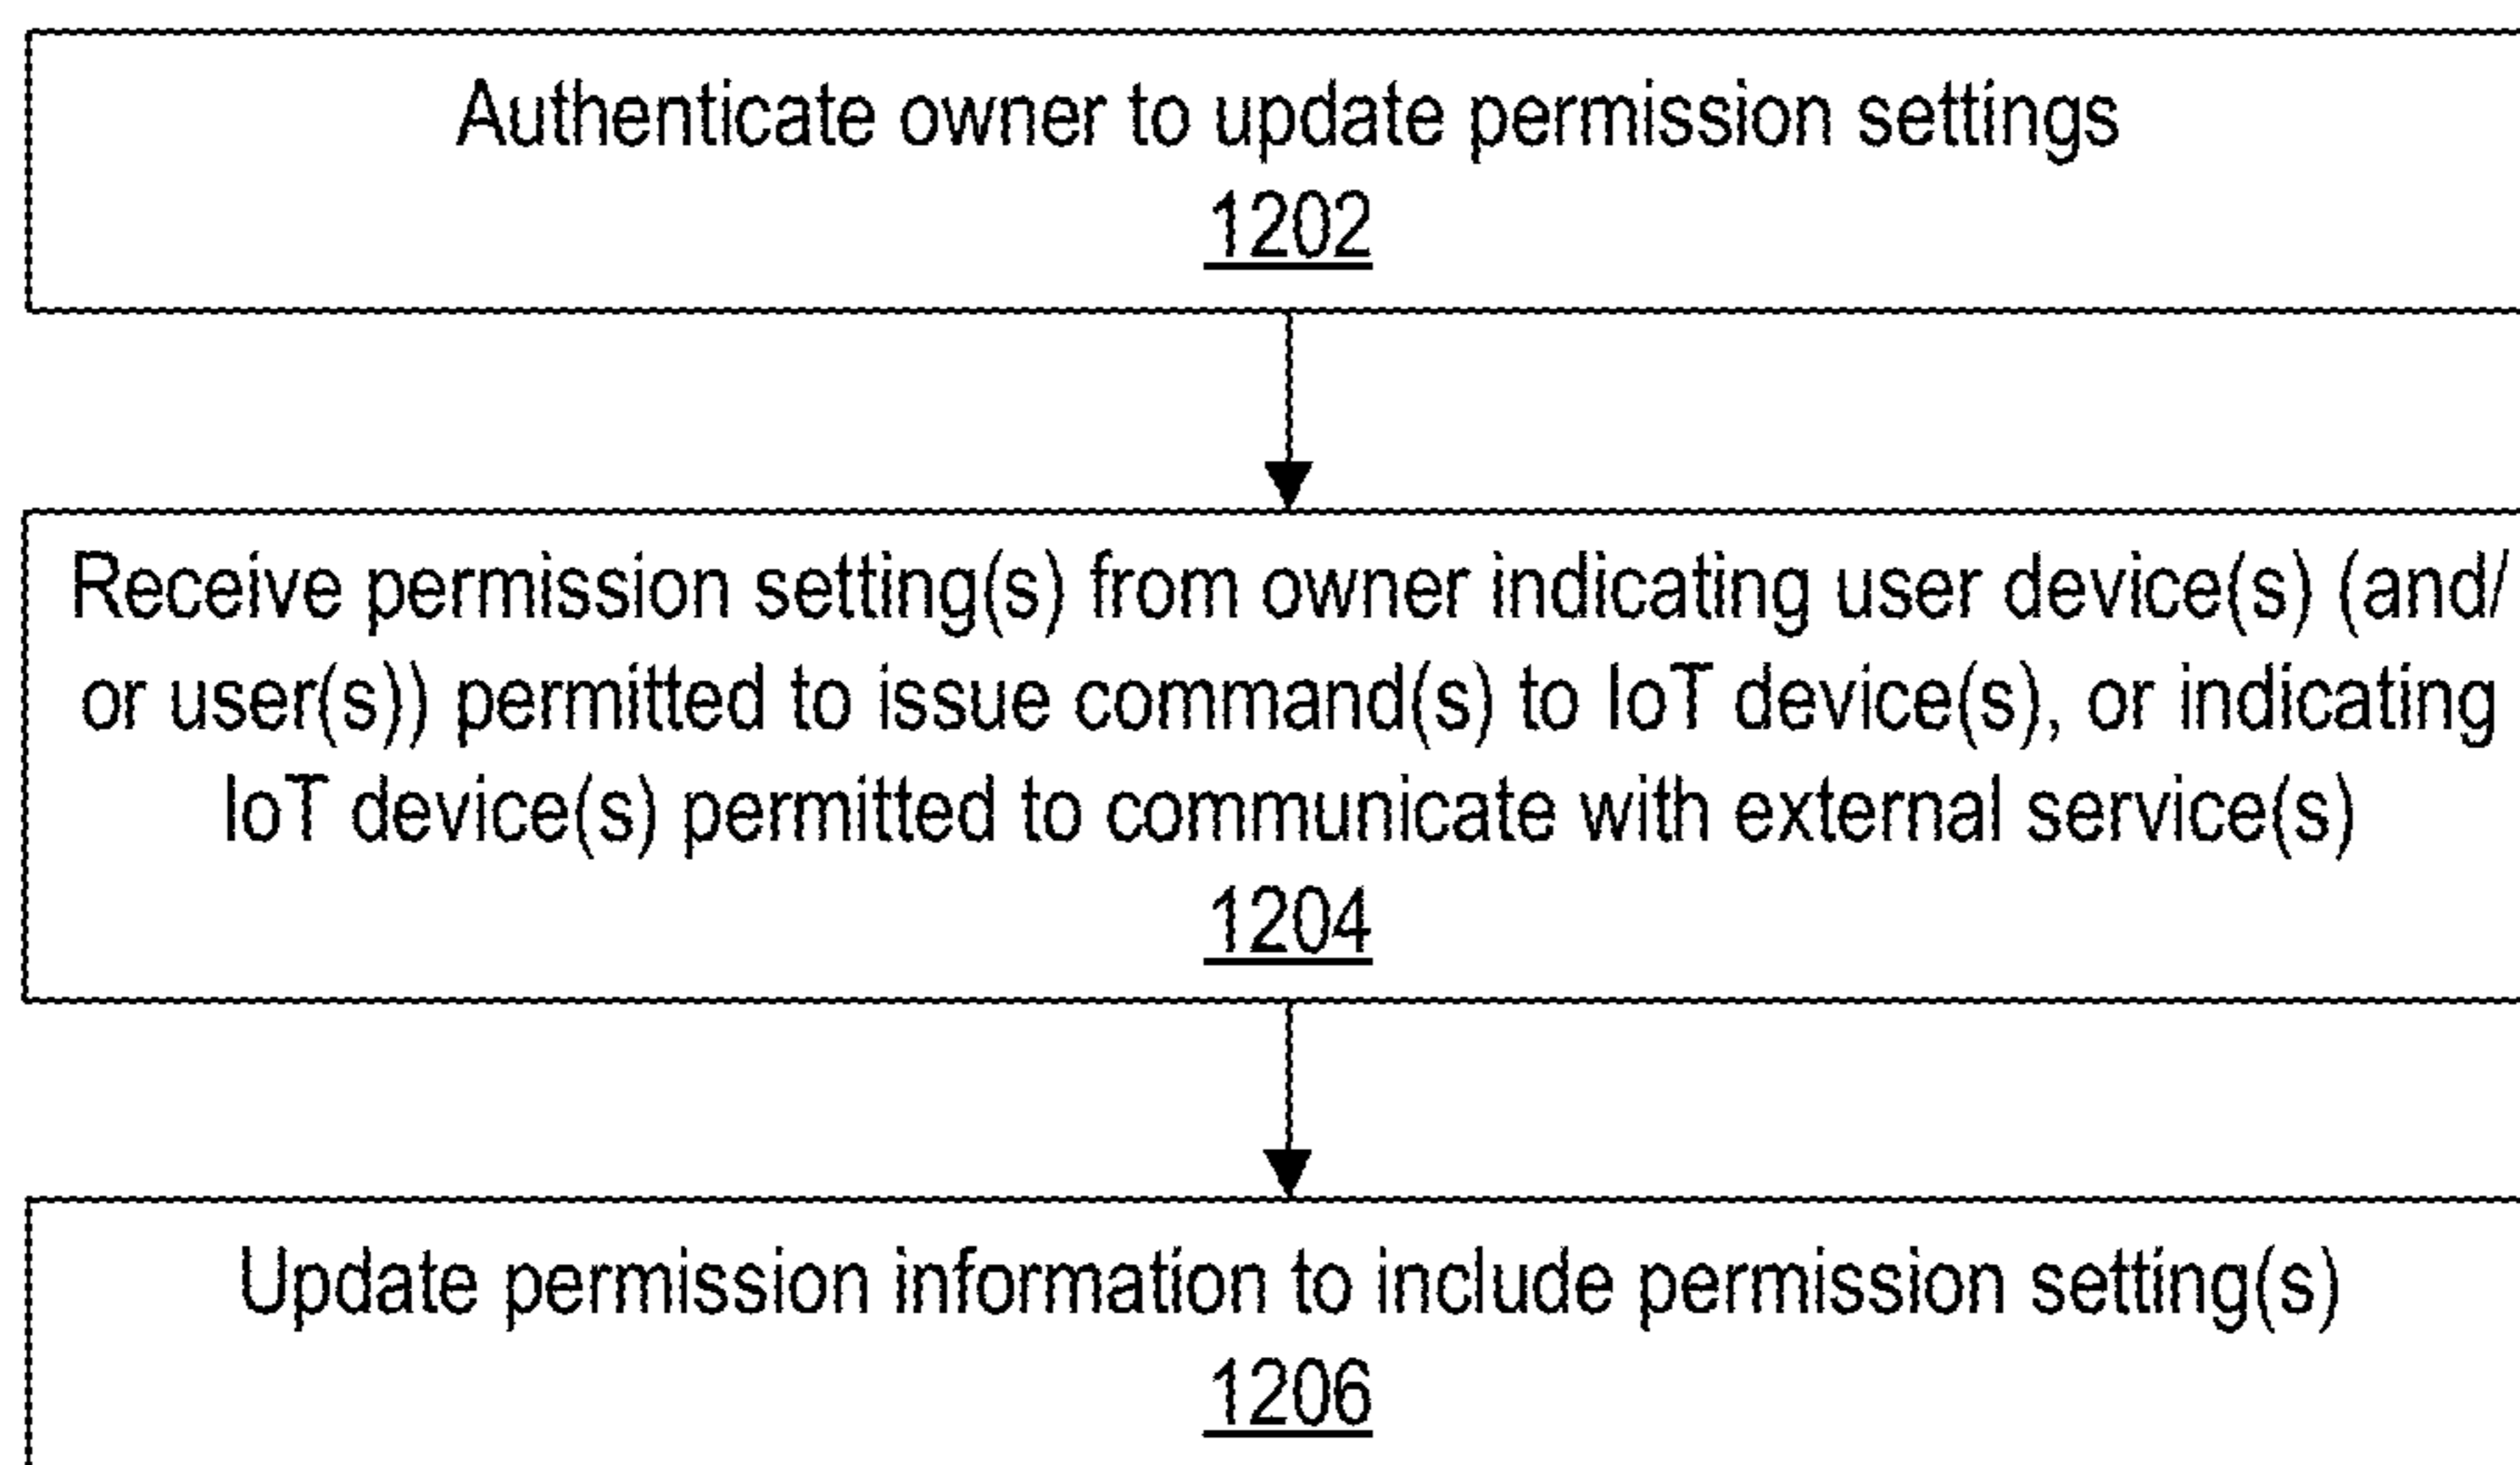 Authenticate owner to update permission settings
1202
Receive permission setting(s) from owner indicating user device(s) (and/
or user(s)) permitted to issue command(s) to IoT device(s), or indicating
IoT device(s) permitted to communicate with external service(s)
1204
Update permission information to include permission setting(s)
1206